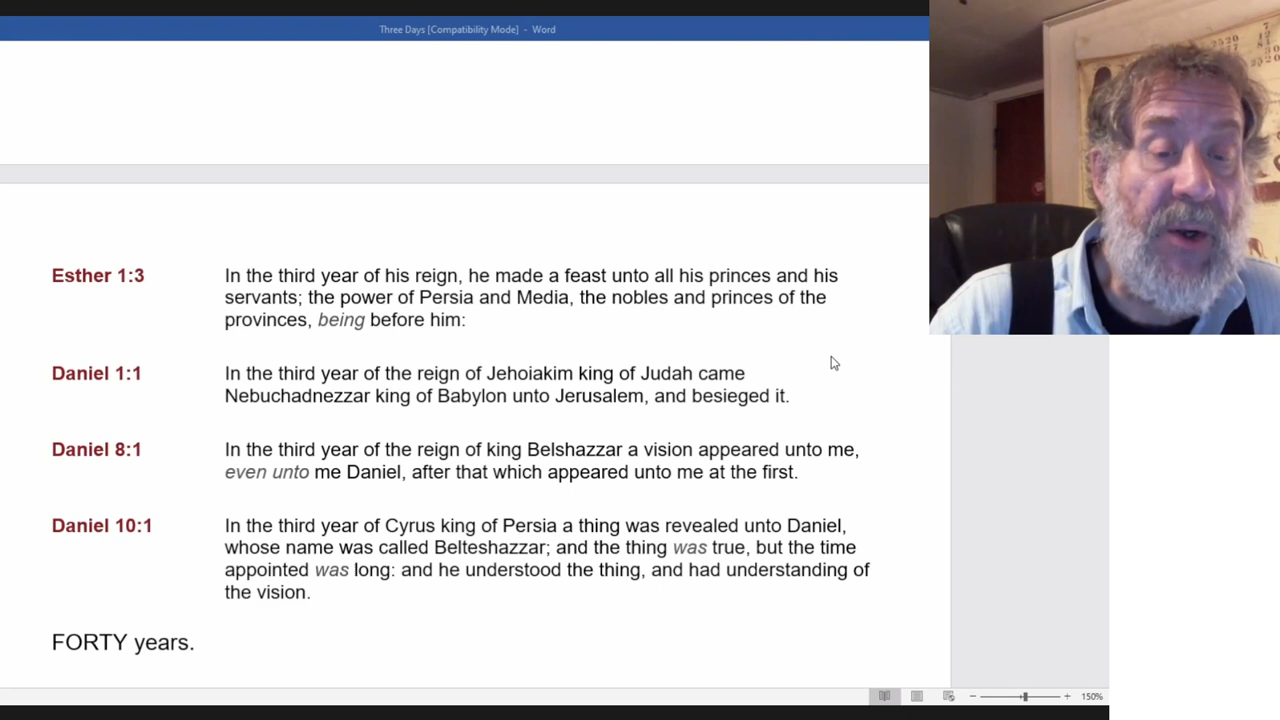 Three Days [Compatibility Mode] - Word
Esther 1:3
In the third year of his reign, he made a feast unto all his princes and his
servants; the power of Persia and Media, the nobles and princes of the
provinces, being before him:
Daniel 1:1
In the third year of the reign of Jehoiakim king of Judah came
Nebuchadnezzar king of Babylon unto Jerusalem, and besieged it.
Daniel 8:1
In the third year of the reign of king Belshazzar a vision appeared unto me,
even unto me Daniel, after that which appeared unto me at the first.
Daniel 10:1
In the third year of Cyrus king of Persia a thing was revealed unto Daniel,
whose name was called Belteshazzar; and the thing was true, but the time
appointed was long: and he understood the thing, and had understanding of
the vision.
FORTY years.
150%
2520
2520